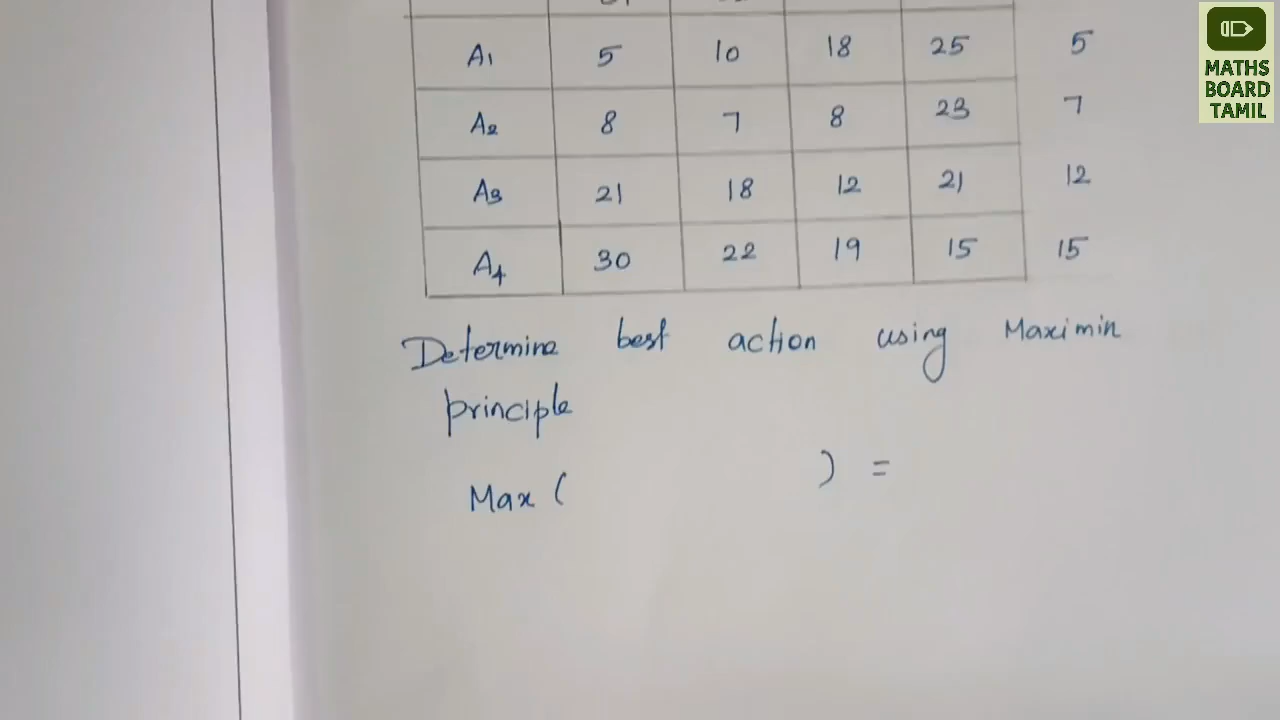 A1 5 10 18 25 5
A2 8 7 8 23 7
A3 21 18 12 21 12
A4 30 22 19 15 15
Determine best action using Maximin
principle
Max ( ) =
MATHS
BOARD
TAMIL